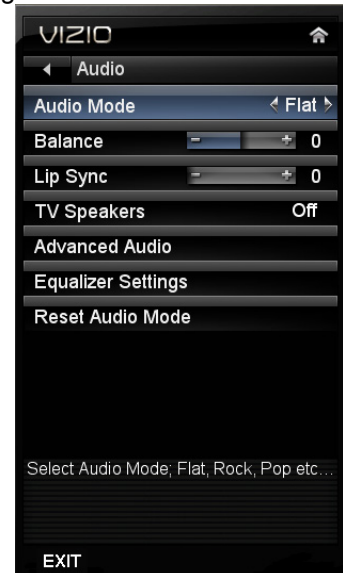 VIZIO
Audio
Audio Mode Flat
Balance - + 0
Lip Sync - + 0
TV Speakers Off
Advanced Audio
Equalizer Settings
Reset Audio Mode
Select Audio Mode; Flat, Rock, Pop etc...
EXIT